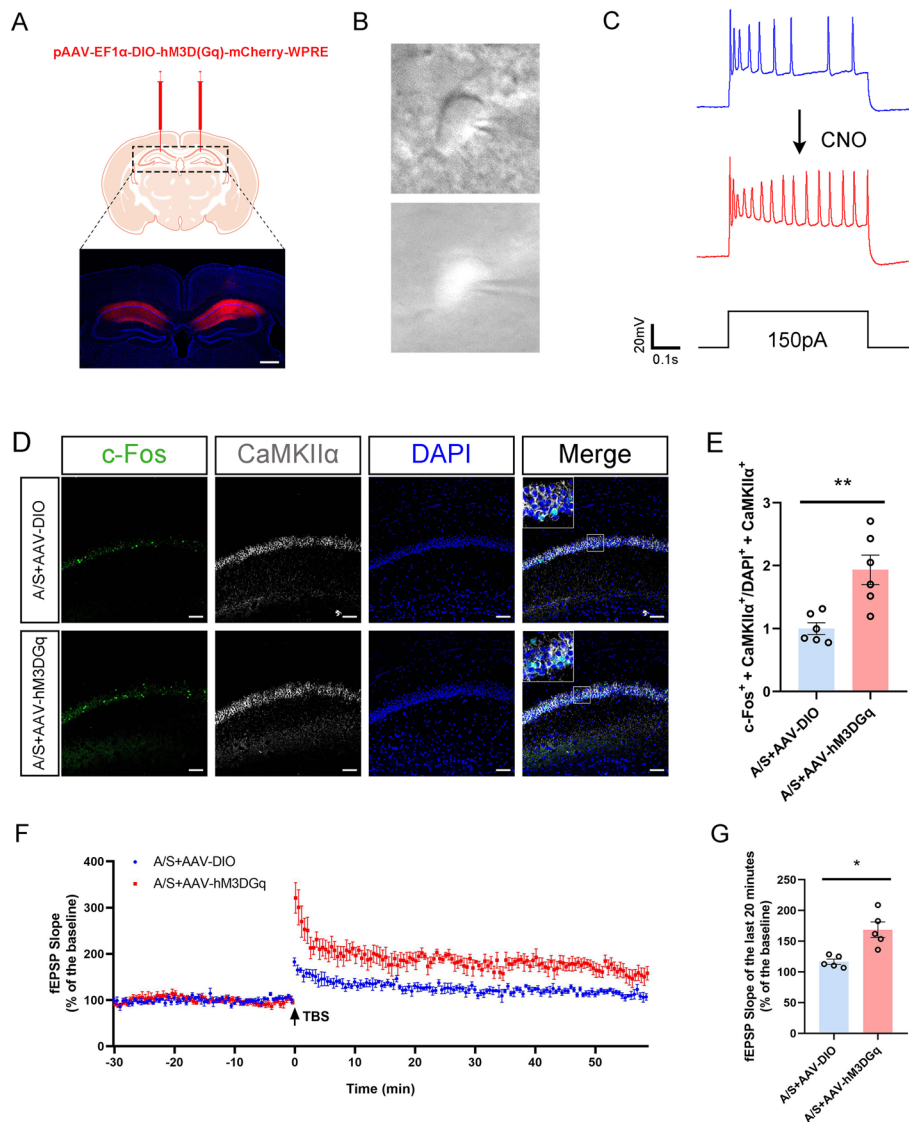 A
pAAV-EF1α-DIO-hM3D(Gq)-mCherry-WPRE
B
C
CNO
20mV
0.1s
150pA
D
c-Fos
CaMKIIα
DAPI
Merge
A/S+AAV-DIO
A/S+AAV-hM3DGq
E
**
c-Fos⁺ + CaMKIIα⁺/DAPI⁺ + CaMKIIα⁺
3
2
1
0
A/S+AAV-DIO
A/S+AAV-hM3DGq
F
A/S+AAV-DIO
A/S+AAV-hM3DGq
fEPSP Slope
(% of the baseline)
400
300
200
100
0
TBS
-30 -20 -10 0 10 20 30 40 50
Time (min)
G
*
fEPSP Slope of the last 20 minutes
(% of the baseline)
250
200
150
100
50
0
A/S+AAV-DIO
A/S+AAV-hM3DGq